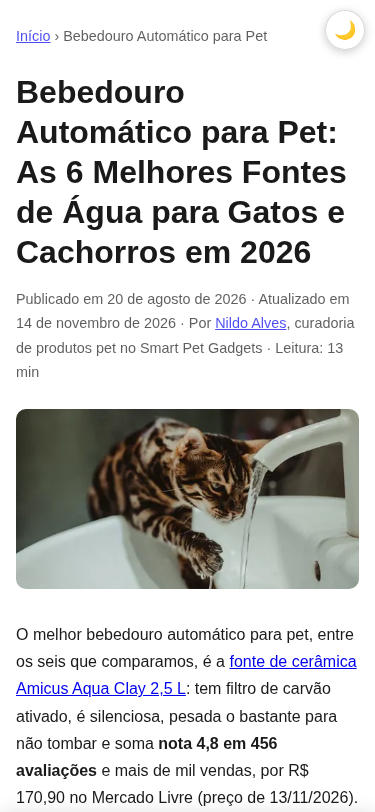 Início › Bebedouro Automático para Pet
Bebedouro
Automático para Pet:
As 6 Melhores Fontes
de Água para Gatos e
Cachorros em 2026
Publicado em 20 de agosto de 2026 · Atualizado em
14 de novembro de 2026 · Por Nildo Alves, curadoria
de produtos pet no Smart Pet Gadgets · Leitura: 13
min
O melhor bebedouro automático para pet, entre
os seis que comparamos, é a fonte de cerâmica
Amicus Aqua Clay 2,5 L: tem filtro de carvão
ativado, é silenciosa, pesada o bastante para
não tombar e soma nota 4,8 em 456
avaliações e mais de mil vendas, por R$
170,90 no Mercado Livre (preço de 13/11/2026).